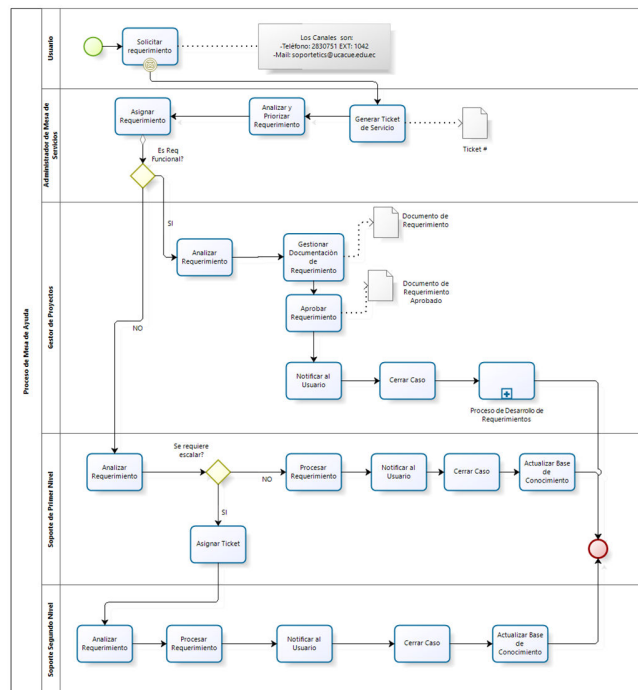 Proceso de Mesa de Ayuda
Usuario
Solicitar
requerimiento
Los Canales son:
-Teléfono: 2830751 EXT: 1042
-Mail: soportetics@ucacue.edu.ec
Administrador de Mesa de
Servicios
Asignar
Requerimiento
Analizar y
Priorizar
Requerimiento
Generar Ticket
de Servicio
Ticket #
Es Req
Funcional?
SI
NO
Gestor de Proyectos
Analizar
Requerimiento
Gestionar
Documentación
de
Requerimiento
Documento de
Requerimiento
Aprobar
Requerimiento
Documento de
Requerimiento
Aprobado
Notificar al
Usuario
Cerrar Caso
Proceso de Desarrollo de
Requerimientos
Soporte de Primer Nivel
Analizar
Requerimiento
Se requiere
escalar?
NO
SI
Procesar
Requerimiento
Notificar al
Usuario
Cerrar Caso
Actualizar Base
de
Conocimiento
Asignar Ticket
Soporte Segundo Nivel
Analizar
Requerimiento
Procesar
Requerimiento
Notificar al
Usuario
Cerrar Caso
Actualizar Base
de
Conocimiento